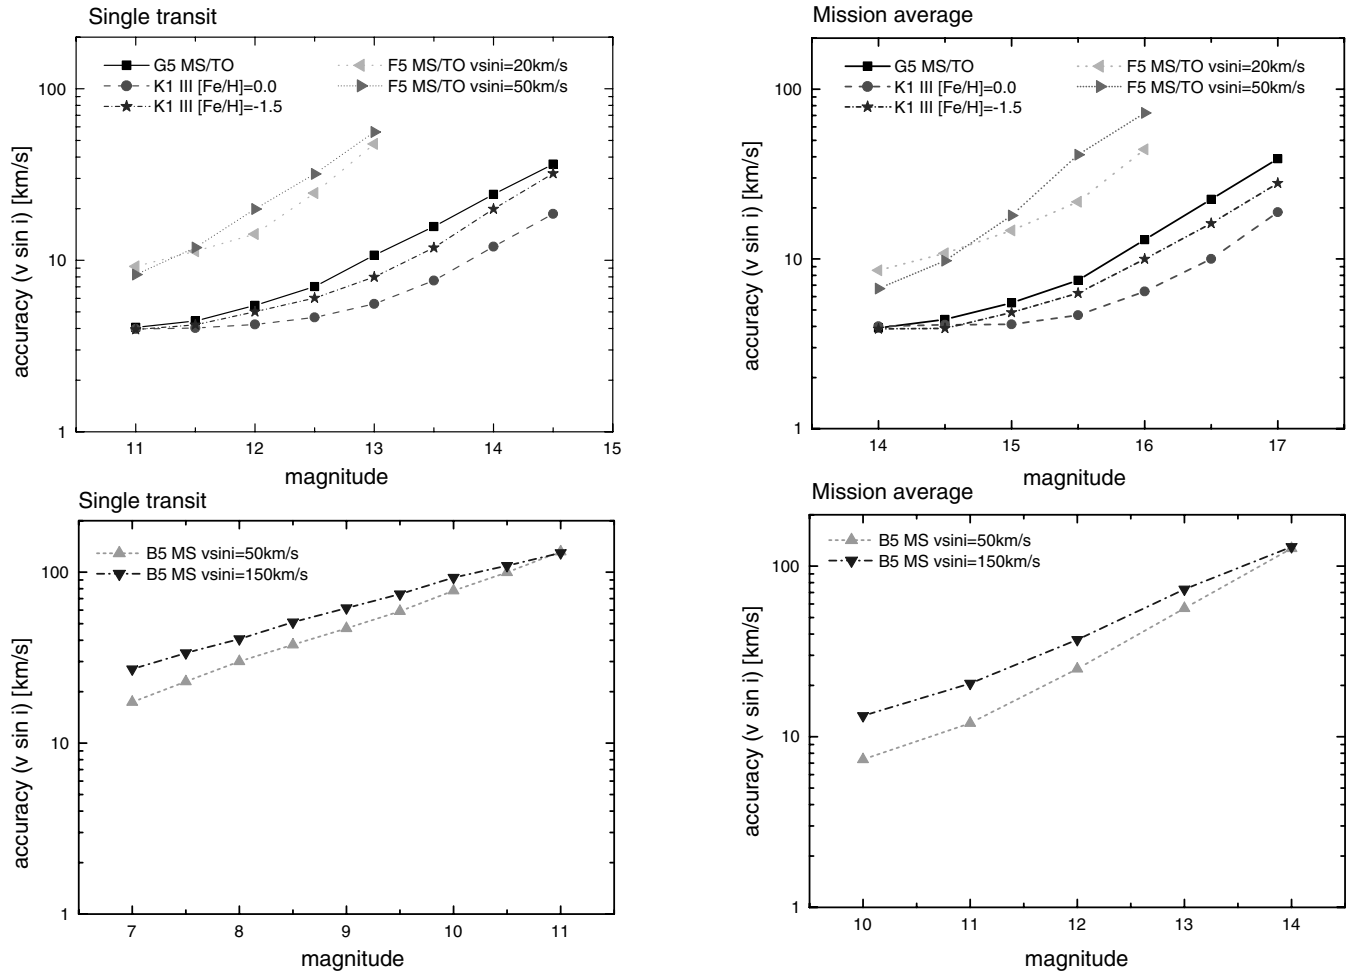 Single transit
G5 MS/TO
K1 III [Fe/H]=0.0
K1 III [Fe/H]=-1.5
F5 MS/TO vsini=20km/s
F5 MS/TO vsini=50km/s
100
10
1
accuracy (v sin i) [km/s]
11 12 13 14 15
magnitude
Mission average
G5 MS/TO
K1 III [Fe/H]=0.0
K1 III [Fe/H]=-1.5
F5 MS/TO vsini=20km/s
F5 MS/TO vsini=50km/s
100
10
1
accuracy (v sin i) [km/s]
14 15 16 17
magnitude
Single transit
B5 MS vsini=50km/s
B5 MS vsini=150km/s
100
10
1
accuracy (v sin i) [km/s]
7 8 9 10 11
magnitude
Mission average
B5 MS vsini=50km/s
B5 MS vsini=150km/s
100
10
1
accuracy (v sin i) [km/s]
10 11 12 13 14
magnitude